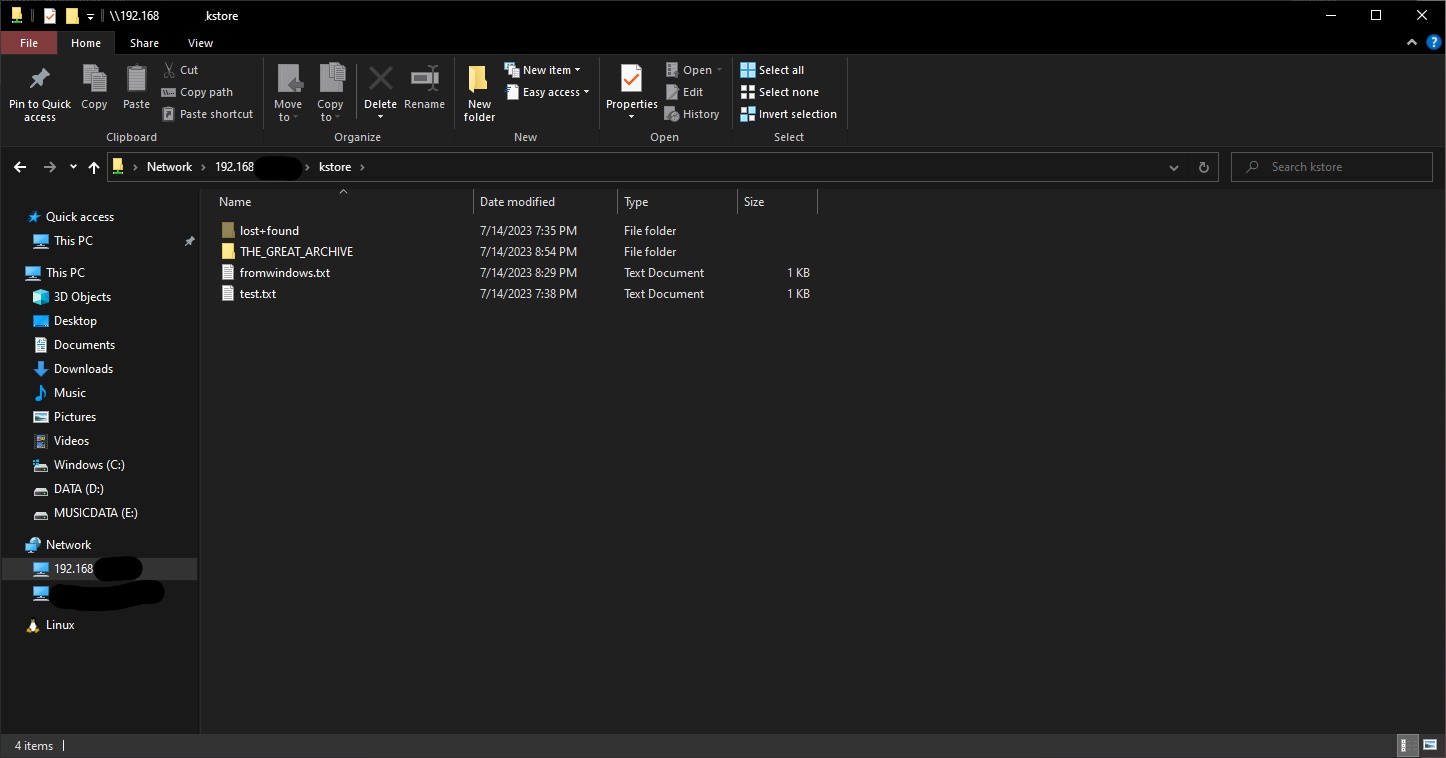 \\192.168 kstore
File Home Share View
Pin to Quick access
Copy
Paste
Cut
Copy path
Paste shortcut
Clipboard
Move to
Copy to
Delete
Rename
Organize
New folder
New item
Easy access
New
Properties
Open
Edit
History
Open
Select all
Select none
Invert selection
Select
Network 192.168 kstore
Search kstore
Quick access
This PC
This PC
3D Objects
Desktop
Documents
Downloads
Music
Pictures
Videos
Windows (C:)
DATA (D:)
MUSICDATA (E:)
Network
192.168
Linux
Name Date modified Type Size
lost+found 7/14/2023 7:35 PM File folder
THE_GREAT_ARCHIVE 7/14/2023 8:54 PM File folder
fromwindows.txt 7/14/2023 8:29 PM Text Document 1 KB
test.txt 7/14/2023 7:38 PM Text Document 1 KB
4 items